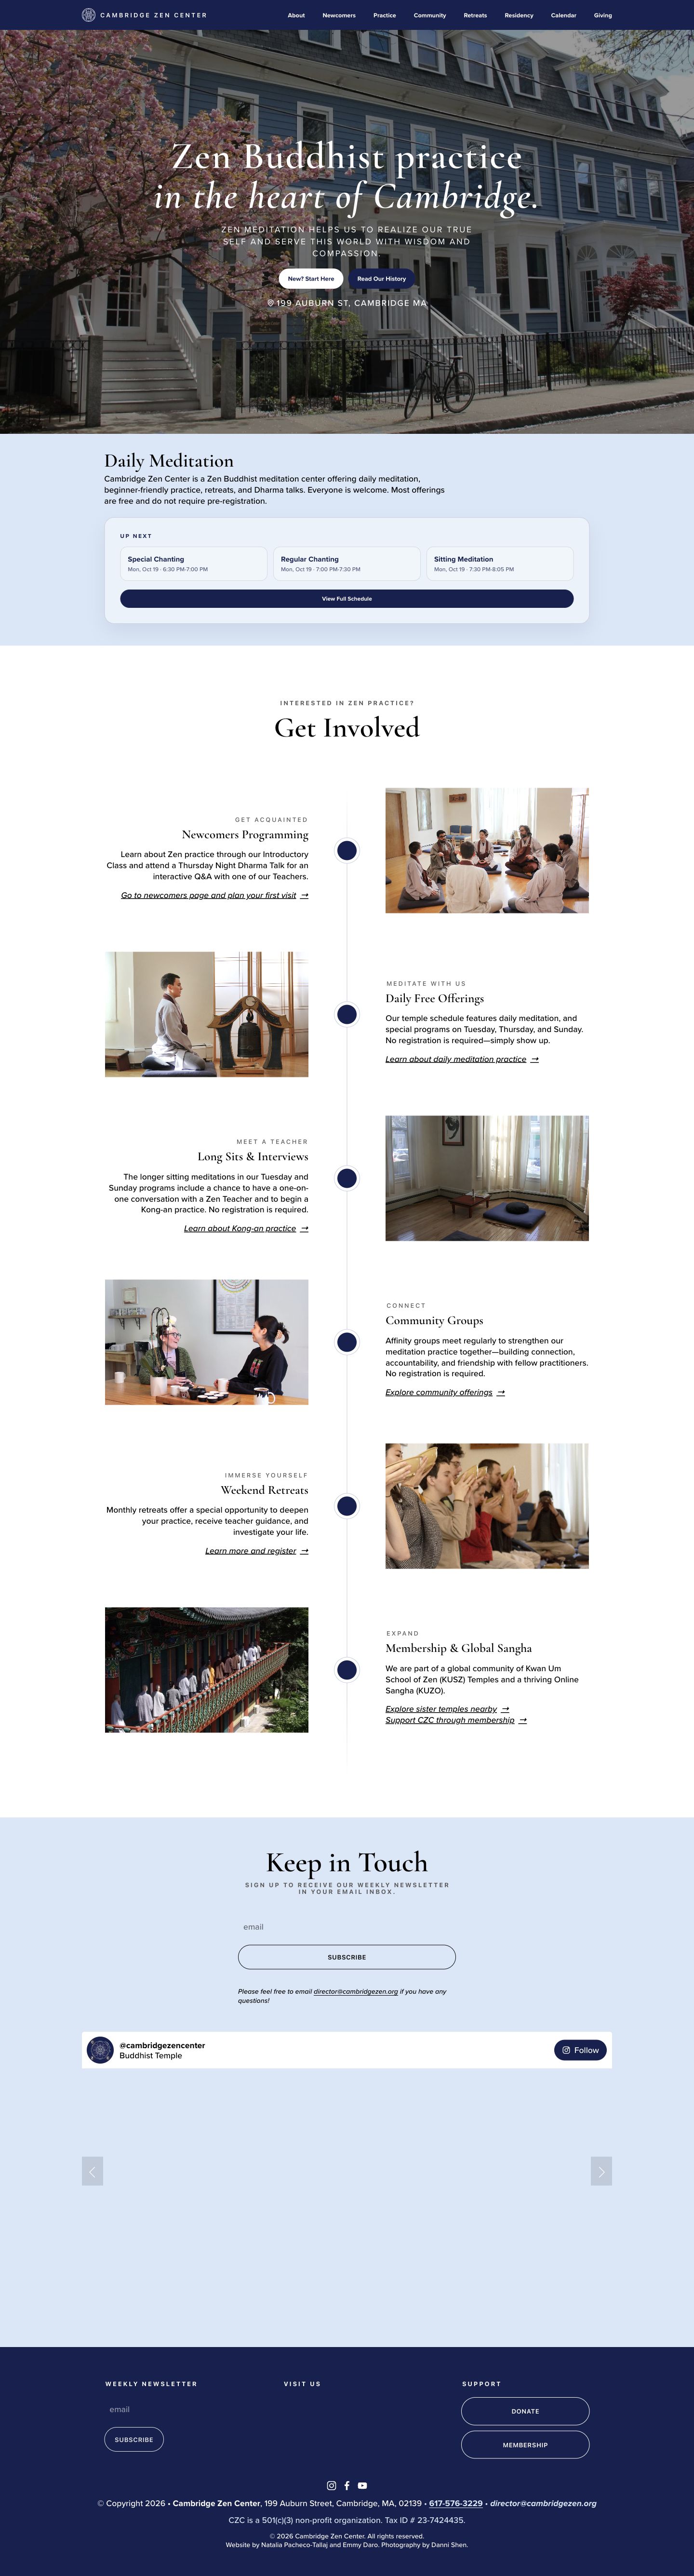 CAMBRIDGE ZEN CENTER
About Newcomers Practice Community Retreats Residency Calendar Giving
Zen Buddhist practice
in the heart of Cambridge.
ZEN MEDITATION HELPS US TO REALIZE OUR TRUE
SELF AND SERVE THIS WORLD WITH WISDOM AND
COMPASSION
New? Start Here
Read Our History
199 AUBURN ST, CAMBRIDGE MA
Daily Meditation
Cambridge Zen Center is a Zen Buddhist meditation center offering daily meditation,
beginner-friendly practice, retreats, and Dharma talks. Everyone is welcome. Most offerings
are free and do not require pre-registration.
UP NEXT
Special Chanting
Mon, Oct 19 · 6:30 PM-7:00 PM
Regular Chanting
Mon, Oct 19 · 7:00 PM-7:30 PM
Sitting Meditation
Mon, Oct 19 · 7:30 PM-8:05 PM
View Full Schedule
INTERESTED IN ZEN PRACTICE?
Get Involved
GET ACQUAINTED
Newcomers Programming
Learn about Zen practice through our Introductory
Class and attend a Thursday Night Dharma Talk for an
interactive Q&A with one of our Teachers.
Go to newcomers page and plan your first visit →
MEDITATE WITH US
Daily Free Offerings
Our temple schedule features daily meditation, and
special programs on Tuesday, Thursday, and Sunday.
No registration is required—simply show up.
Learn about daily meditation practice →
MEET A TEACHER
Long Sits & Interviews
The longer sitting meditations in our Tuesday and
Sunday programs include a chance to have a one-on-
one conversation with a Zen Teacher and to begin a
Kong-an practice. No registration is required.
Learn about Kong-an practice →
CONNECT
Community Groups
Affinity groups meet regularly to strengthen our
meditation practice together—building connection,
accountability, and friendship with fellow practitioners.
No registration is required.
Explore community offerings →
IMMERSE YOURSELF
Weekend Retreats
Monthly retreats offer a special opportunity to deepen
your practice, receive teacher guidance, and
investigate your life.
Learn more and register →
EXPAND
Membership & Global Sangha
We are part of a global community of Kwan Um
School of Zen (KUSZ) Temples and a thriving Online
Sangha (KUZO).
Explore sister temples nearby →
Support CZC through membership →
Keep in Touch
SIGN UP TO RECEIVE OUR WEEKLY NEWSLETTER
IN YOUR EMAIL INBOX.
email
SUBSCRIBE
Please feel free to email director@cambridgezen.org if you have any
questions!
@cambridgezencenter
Buddhist Temple
Follow
WEEKLY NEWSLETTER
email
SUBSCRIBE
VISIT US
SUPPORT
DONATE
MEMBERSHIP
© Copyright 2026 • Cambridge Zen Center, 199 Auburn Street, Cambridge, MA, 02139 • 617-576-3229 • director@cambridgezen.org
CZC is a 501(c)(3) non-profit organization. Tax ID # 23-7424435.
© 2026 Cambridge Zen Center. All rights reserved.
Website by Natalia Pacheco-Tallaj and Emmy Daro. Photography by Danni Shen.